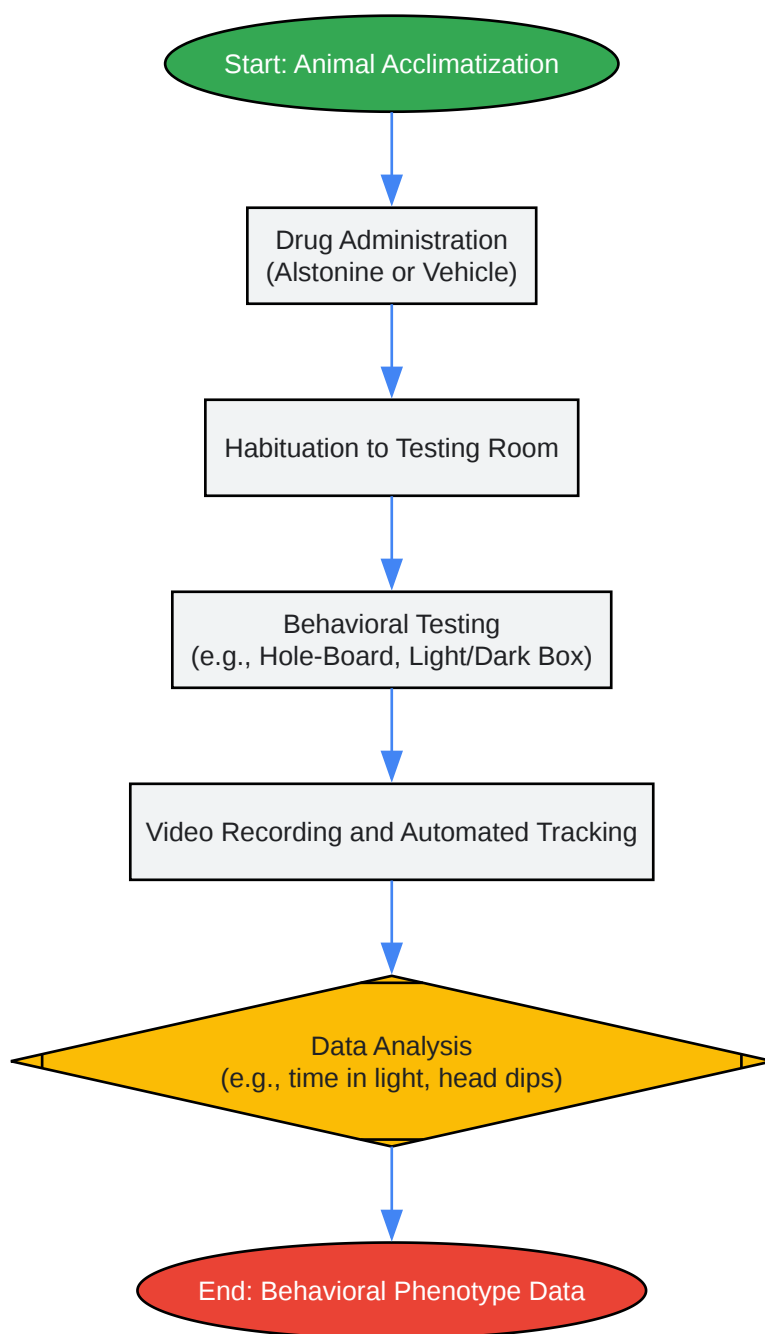 Start: Animal Acclimatization
Drug Administration
(Alstonine or Vehicle)
Habituation to Testing Room
Behavioral Testing
(e.g., Hole-Board, Light/Dark Box)
Video Recording and Automated Tracking
Data Analysis
(e.g., time in light, head dips)
End: Behavioral Phenotype Data